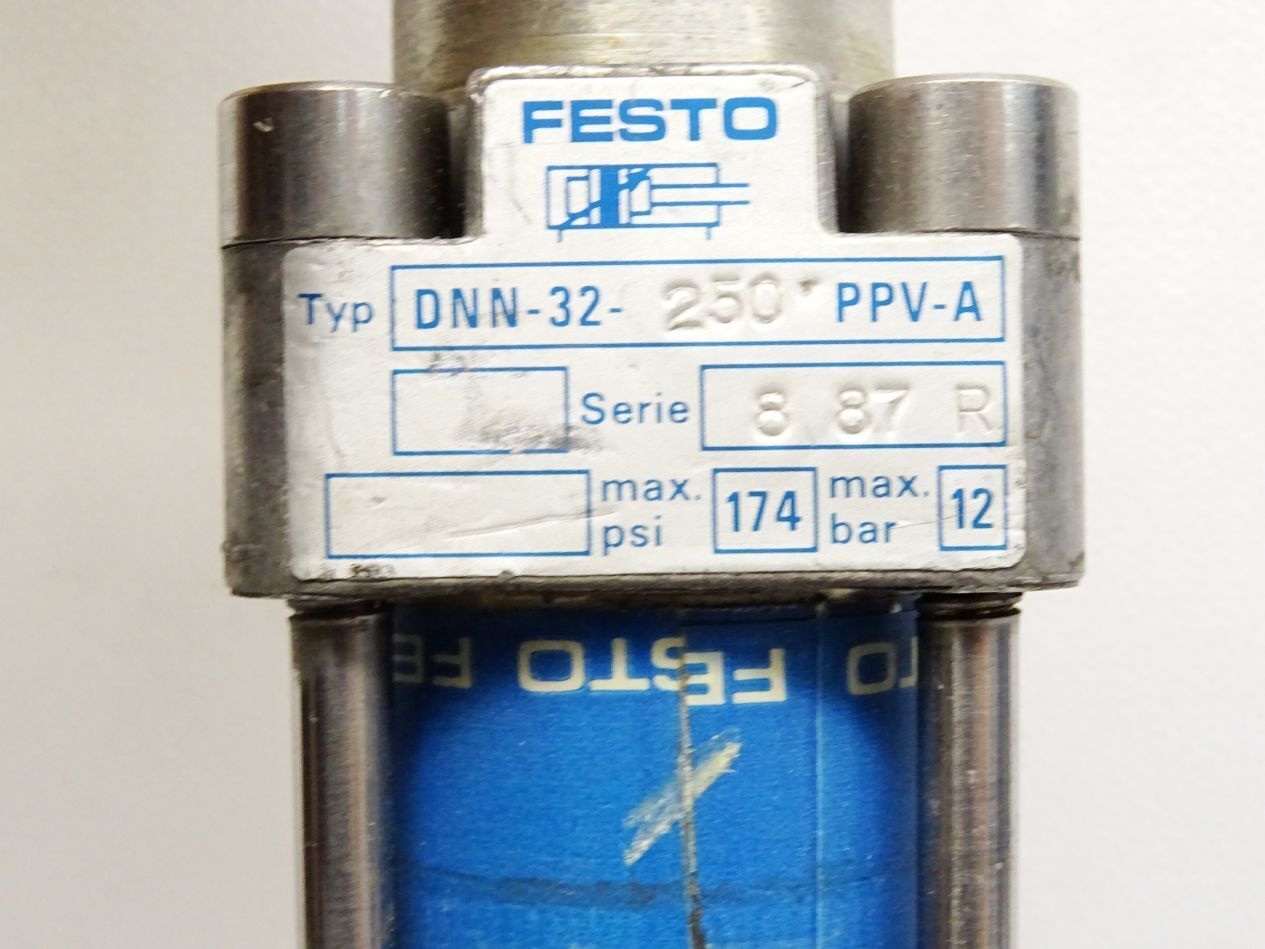 FESTO
Typ DNN-32- 250 PPV-A
Serie 8 87 R
max. psi 174 max. bar 12
FE FESTO TO